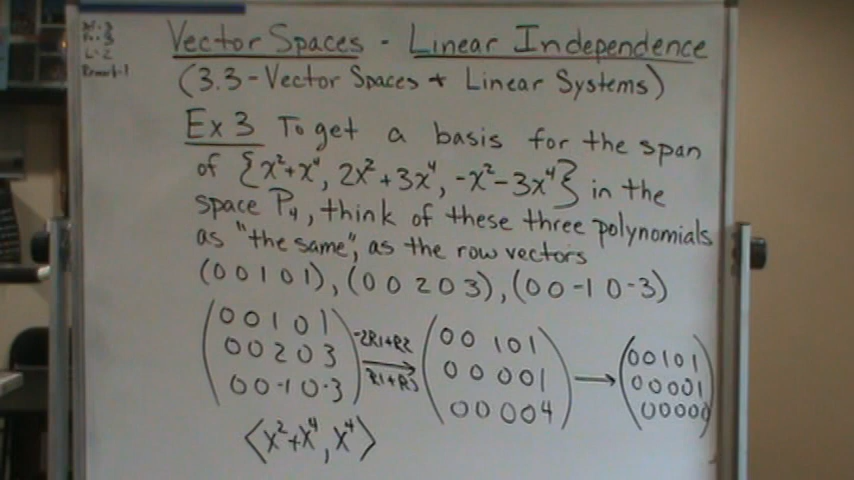 Vector Spaces - Linear Independence
(3.3-Vector Spaces + Linear Systems)
Ex 3 To get a basis for the span
of {x²+x⁴, 2x²+3x⁴, -x²-3x⁴} in the
space P₄, think of these three polynomials
as "the same", as the row vectors
(0 0 1 0 1), (0 0 2 0 3), (0 0 -1 0 -3)
0 0 1 0 1 -2R1+R2 0 0 1 0 1 0 0 1 0 1
0 0 2 0 3 → 0 0 0 0 1 → 0 0 0 0 1
0 0 -1 0 -3 R1+R3 0 0 0 0 4 0 0 0 0 0
⟨x²+x⁴, x⁴⟩